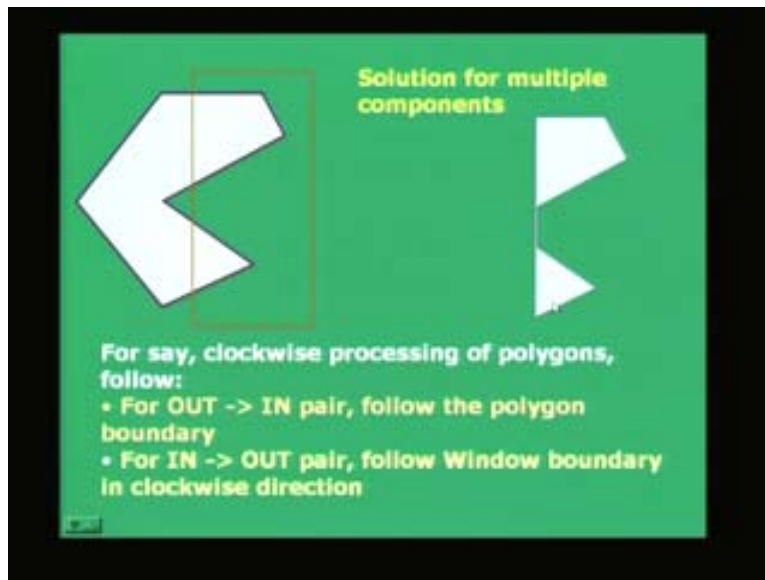 Solution for multiple
components
For say, clockwise processing of polygons,
follow:
• For OUT -> IN pair, follow the polygon
boundary
• For IN -> OUT pair, follow Window boundary
in clockwise direction